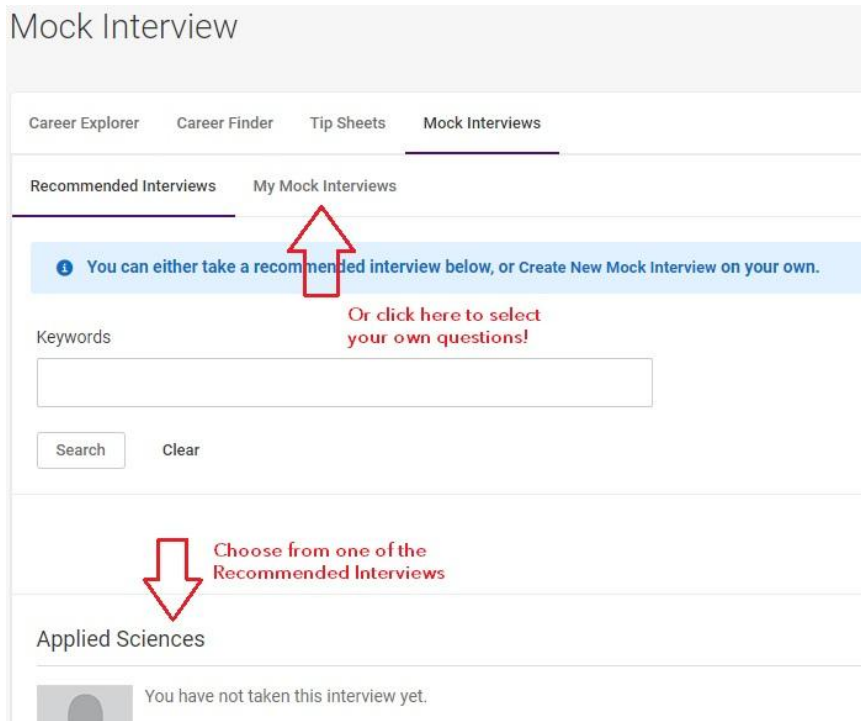 Mock Interview
Career Explorer Career Finder Tip Sheets Mock Interviews
Recommended Interviews My Mock Interviews
You can either take a recommended interview below, or Create New Mock Interview on your own.
Or click here to select
your own questions!
Keywords
Search Clear
Choose from one of the
Recommended Interviews
Applied Sciences
You have not taken this interview yet.